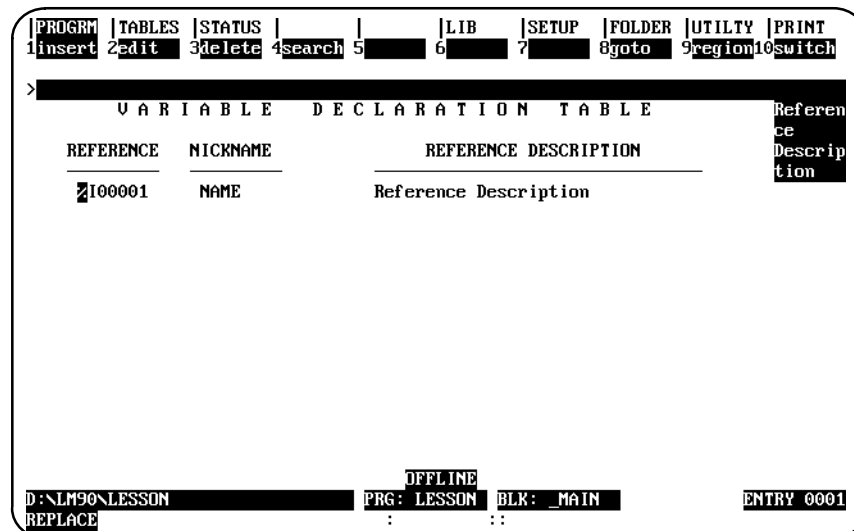 |PROGRM |TABLES |STATUS | | |LIB |SETUP |FOLDER |UTILTY |PRINT
1insert 2edit 3delete 4search 5 6 7 8goto 9region10switch
>
V A R I A B L E   D E C L A R A T I O N   T A B L E
Referen
ce
Descrip
tion
REFERENCE NICKNAME REFERENCE DESCRIPTION
%I00001 NAME Reference Description
OFFLINE
D:\LM90\LESSON PRG: LESSON BLK: _MAIN ENTRY 0001
REPLACE : ::